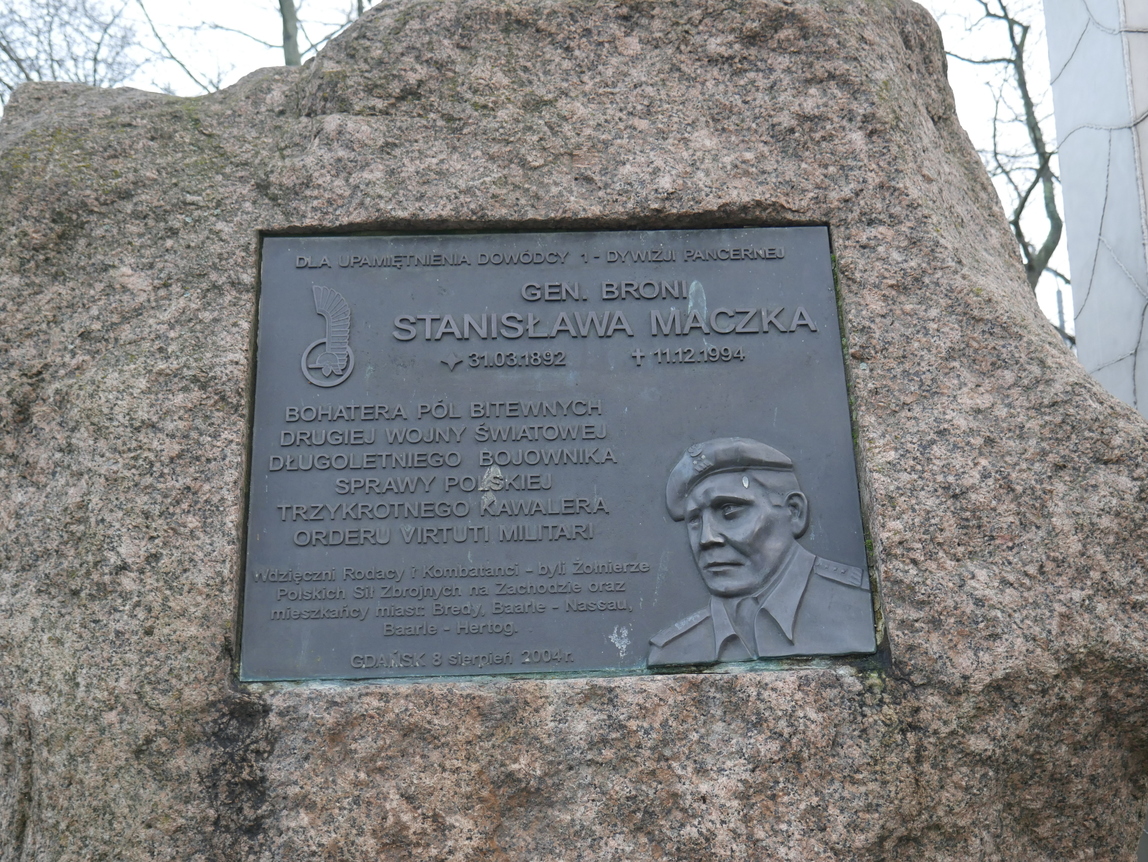 DLA UPAMIĘTNIENIA DOWÓDCY 1 - DYWIZJI PANCERNEJ
GEN. BRONI
STANISŁAWA MACZKA
31.03.1892 ✝ 11.12.1994
BOHATERA PÓL BITEWNYCH
DRUGIEJ WOJNY ŚWIATOWEJ
DŁUGOLETNIEGO BOJOWNIKA
SPRAWY POLSKIEJ
TRZYKROTNEGO KAWALERA
ORDERU VIRTUTI MILITARI
Wdzięczni Rodacy i Kombatanci - byli Żołnierze
Polskich Sił Zbrojnych na Zachodzie oraz
mieszkańcy miast: Bredy, Baarle - Nassau,
Baarle - Hertog.
GDAŃSK 8 sierpień 2004r.